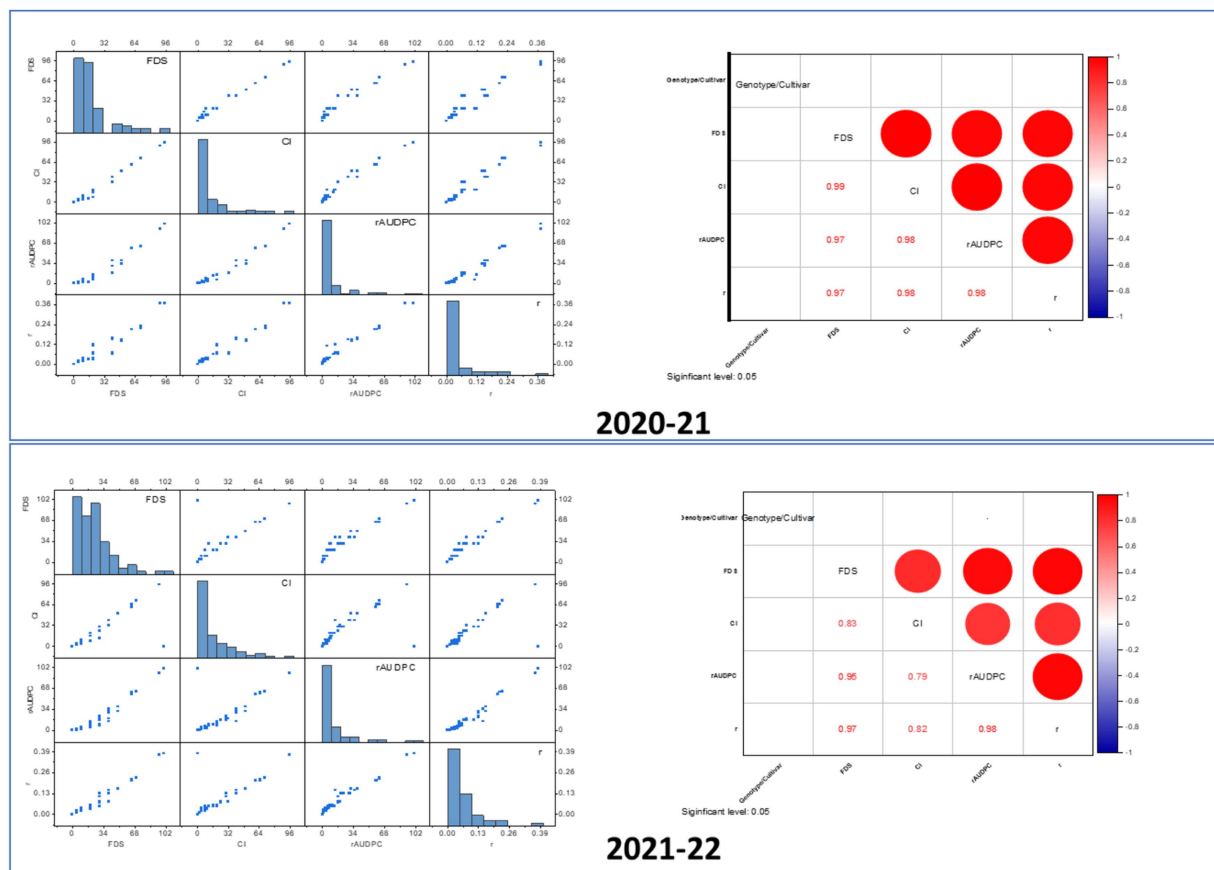 0 32 64 96 0 32 64 96 0 34 68 102 0.00 0.12 0.24 0.36
FDS
FDS
96
64
32
0
96
64
32
0
CI
CI
96
64
32
0
rAUDPC
rAUDPC
102
68
34
0
102
68
34
0
r
r
0.36
0.24
0.12
0.00
0.36
0.24
0.12
0.00
0 32 64 96 0 32 64 96 0 34 68 102 0.00 0.12 0.24 0.36
FDS CI rAUDPC r
Genotype/Cultivar Genotype/Cultivar
FDS FDS
CI 0.99 CI
rAUDPC 0.97 0.98 rAUDPC
r 0.97 0.98 0.98 r
Genotype/Cultivar FDS CI rAUDPC r
1
0.8
0.6
0.4
0.2
0
-0.2
-0.4
-0.6
-0.8
-1
Siginficant level: 0.05
2020-21
0 34 68 102 0 32 64 96 0 34 68 102 0.00 0.13 0.26 0.39
FDS
FDS
102
68
34
0
102
68
34
0
CI
CI
96
64
32
0
rAUDPC
rAUDPC
102
68
34
0
102
68
34
0
r
r
0.39
0.26
0.13
0.00
0.39
0.26
0.13
0.00
0 34 68 102 0 32 64 96 0 34 68 102 0.00 0.13 0.26 0.39
FDS CI rAUDPC r
Genotype/Cultivar Genotype/Cultivar
FDS FDS
CI 0.83 CI
rAUDPC 0.95 0.79 rAUDPC
r 0.97 0.82 0.98 r
Genotype/Cultivar FDS CI rAUDPC r
1
0.8
0.6
0.4
0.2
0
-0.2
-0.4
-0.6
-0.8
-1
Siginficant level: 0.05
2021-22